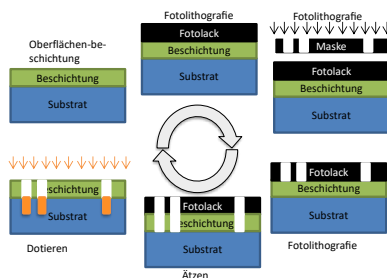 Fotolithografie
Fotolack
Beschichtung
Substrat
Fotolithografie
Maske
Fotolack
Beschichtung
Substrat
Oberflächen-be-
schichtung
Beschichtung
Substrat
Fotolack
Beschichtung
Substrat
Fotolithografie
Fotolack
Beschichtung
Substrat
Ätzen
Beschichtung
Substrat
Dotieren